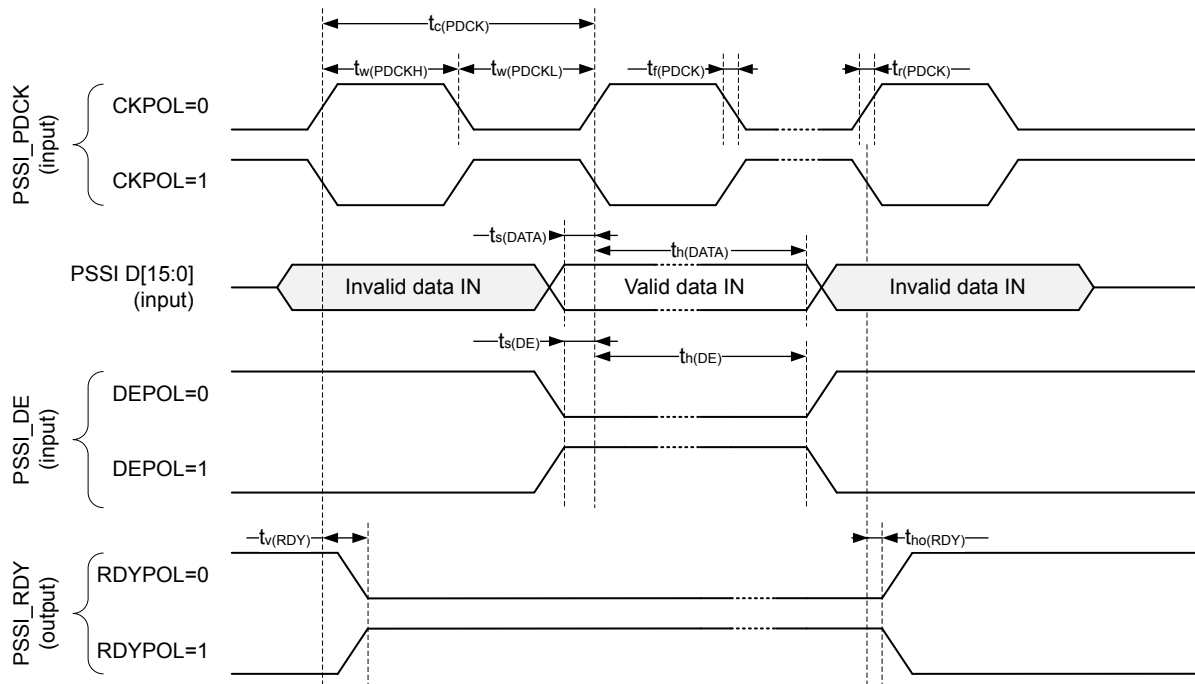 tc(PDCK)
tw(PDCKH) tw(PDCKL) tf(PDCK) tr(PDCK)
PSSI_PDCK
(input)
CKPOL=0
CKPOL=1
ts(DATA)
th(DATA)
PSSI D[15:0]
(input)
Invalid data IN Valid data IN Invalid data IN
ts(DE)
th(DE)
PSSI_DE
(input)
DEPOL=0
DEPOL=1
tv(RDY) tho(RDY)
PSSI_RDY
(output)
RDYPOL=0
RDYPOL=1